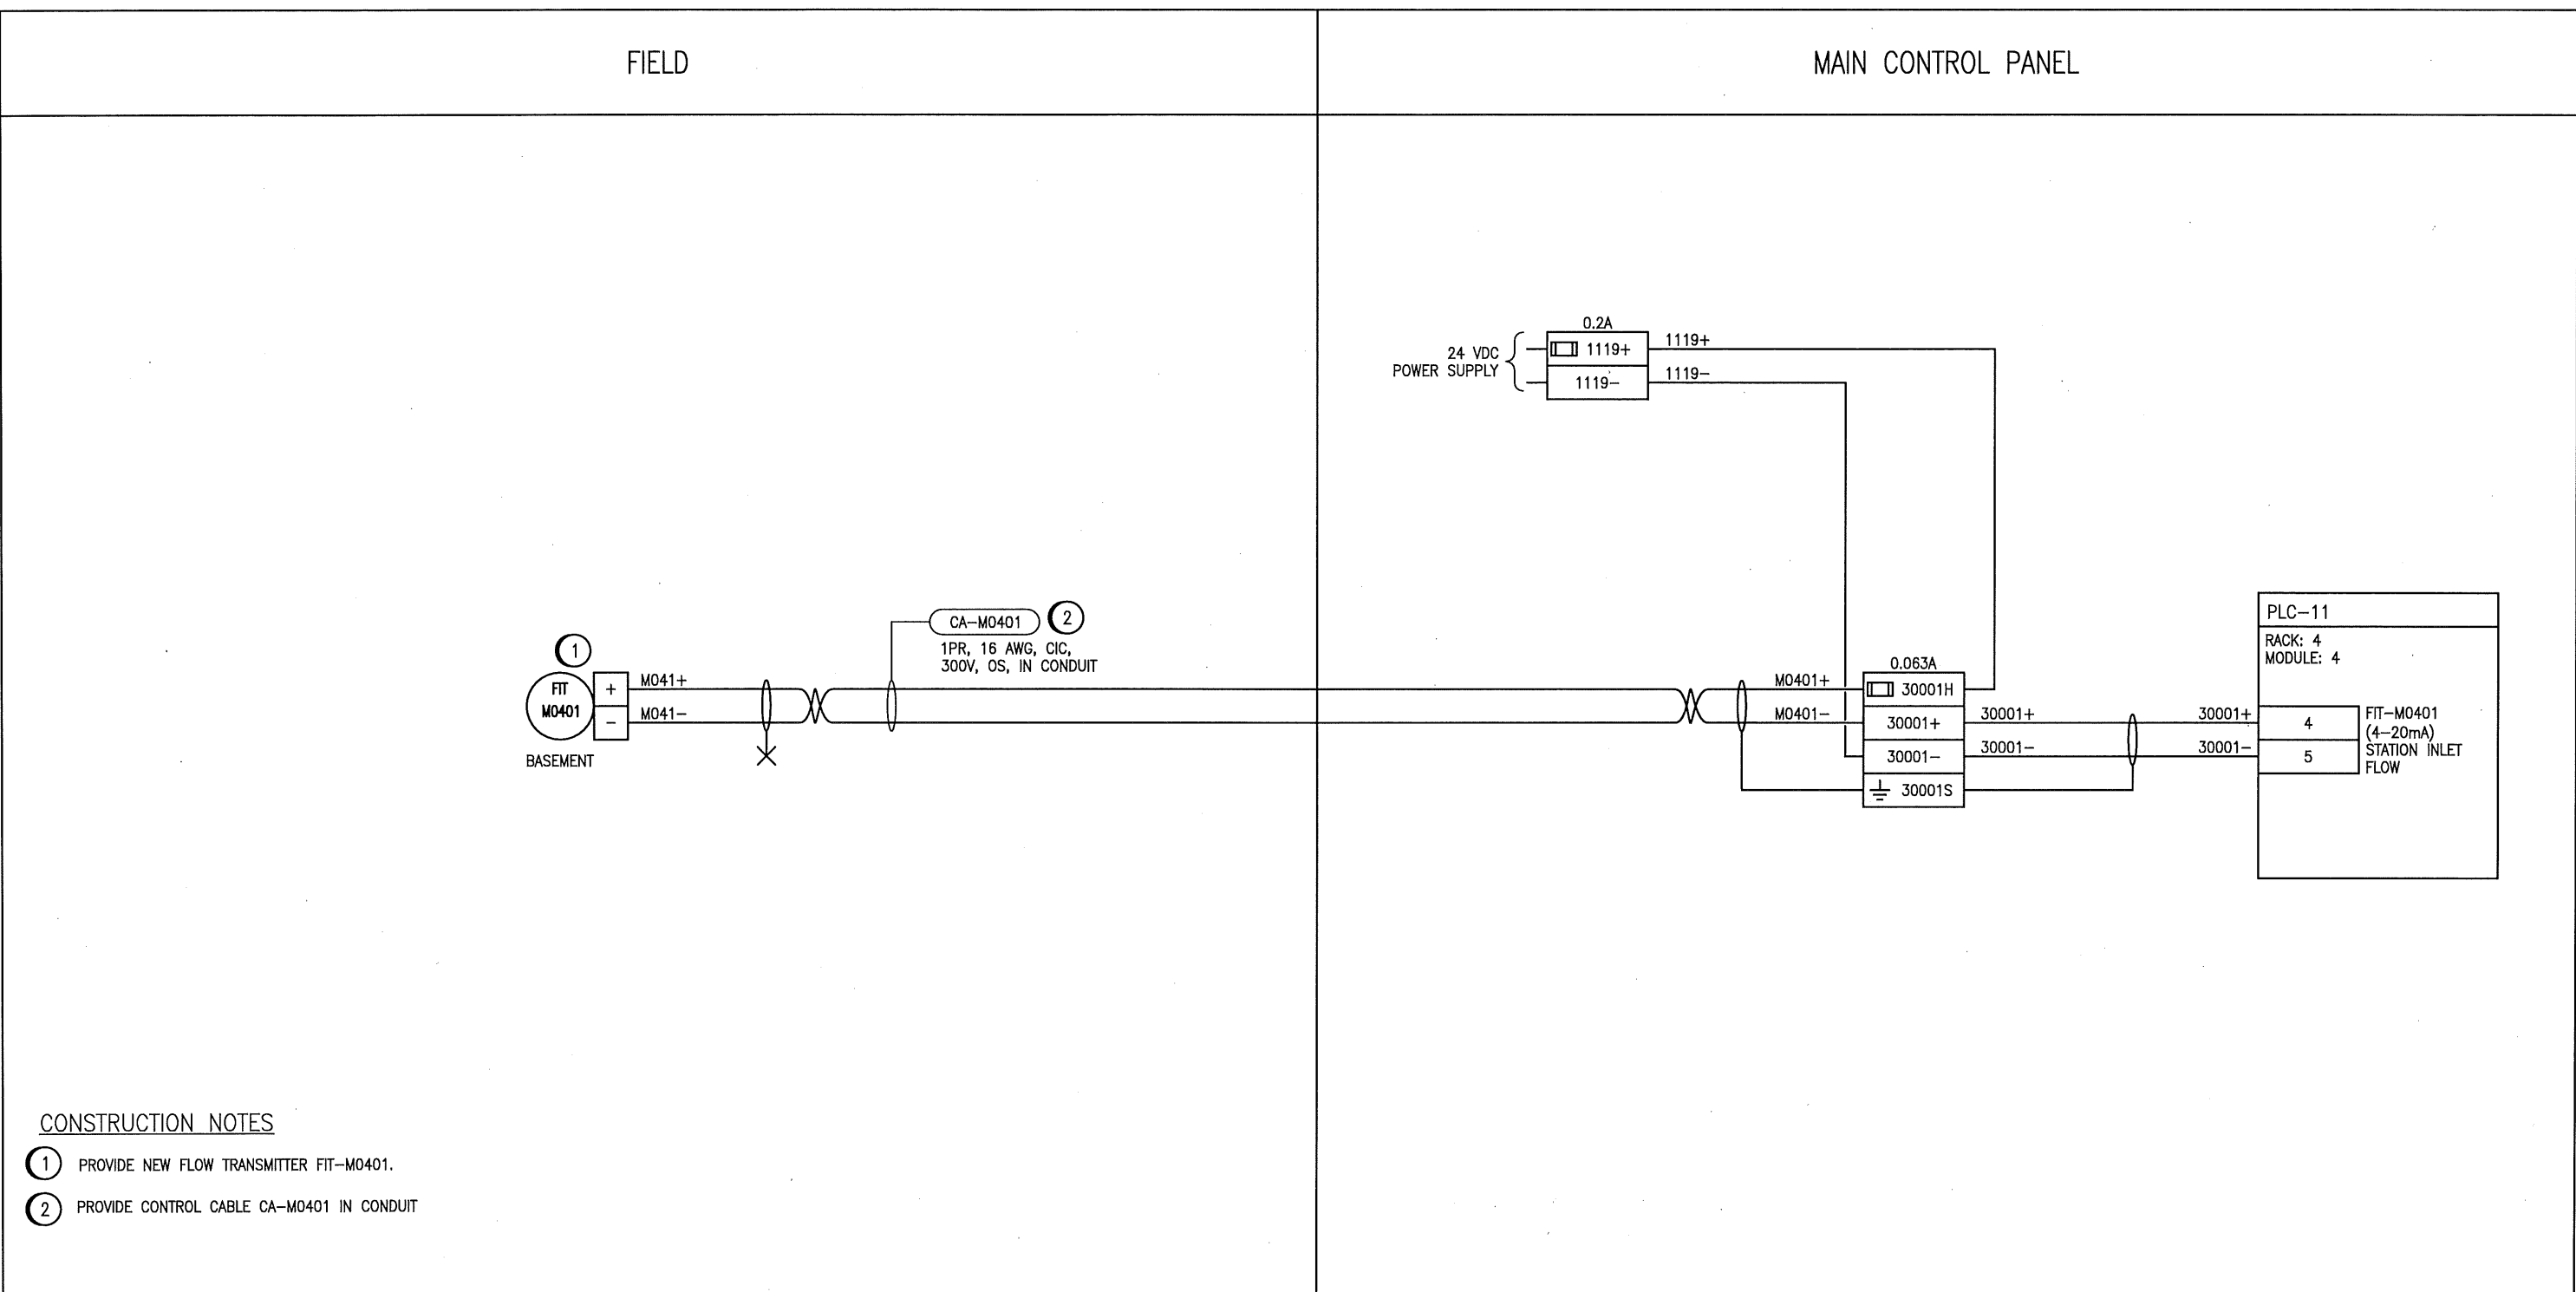 FIELD
MAIN CONTROL PANEL
0.2A
24 VDC
POWER SUPPLY
1119+
1119+
1119-
1119-
CA-M0401
2
1PR, 16 AWG, CIC,
300V, OS, IN CONDUIT
1
FIT
M0401
+
-
M041+
M041-
BASEMENT
M0401+
M0401-
0.063A
30001H
30001+
30001-
30001S
30001+
30001-
30001+
30001-
PLC-11
RACK: 4
MODULE: 4
4
5
FIT-M0401
(4-20mA)
STATION INLET
FLOW
CONSTRUCTION NOTES
1 PROVIDE NEW FLOW TRANSMITTER FIT-M0401.
2 PROVIDE CONTROL CABLE CA-M0401 IN CONDUIT